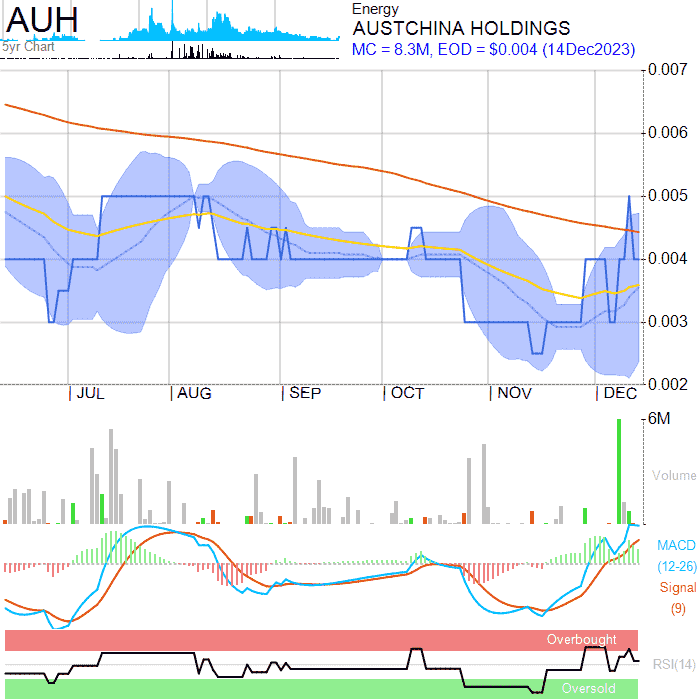 AUH
5yr Chart
Energy
AUSTCHINA HOLDINGS
MC = 8.3M, EOD = $0.004 (14Dec2023)
0.007
0.006
0.005
0.004
0.003
0.002
JUL AUG SEP OCT NOV DEC
6M
Volume
MACD
(12-26)
Signal
(9)
Overbought
RSI(14)
Oversold